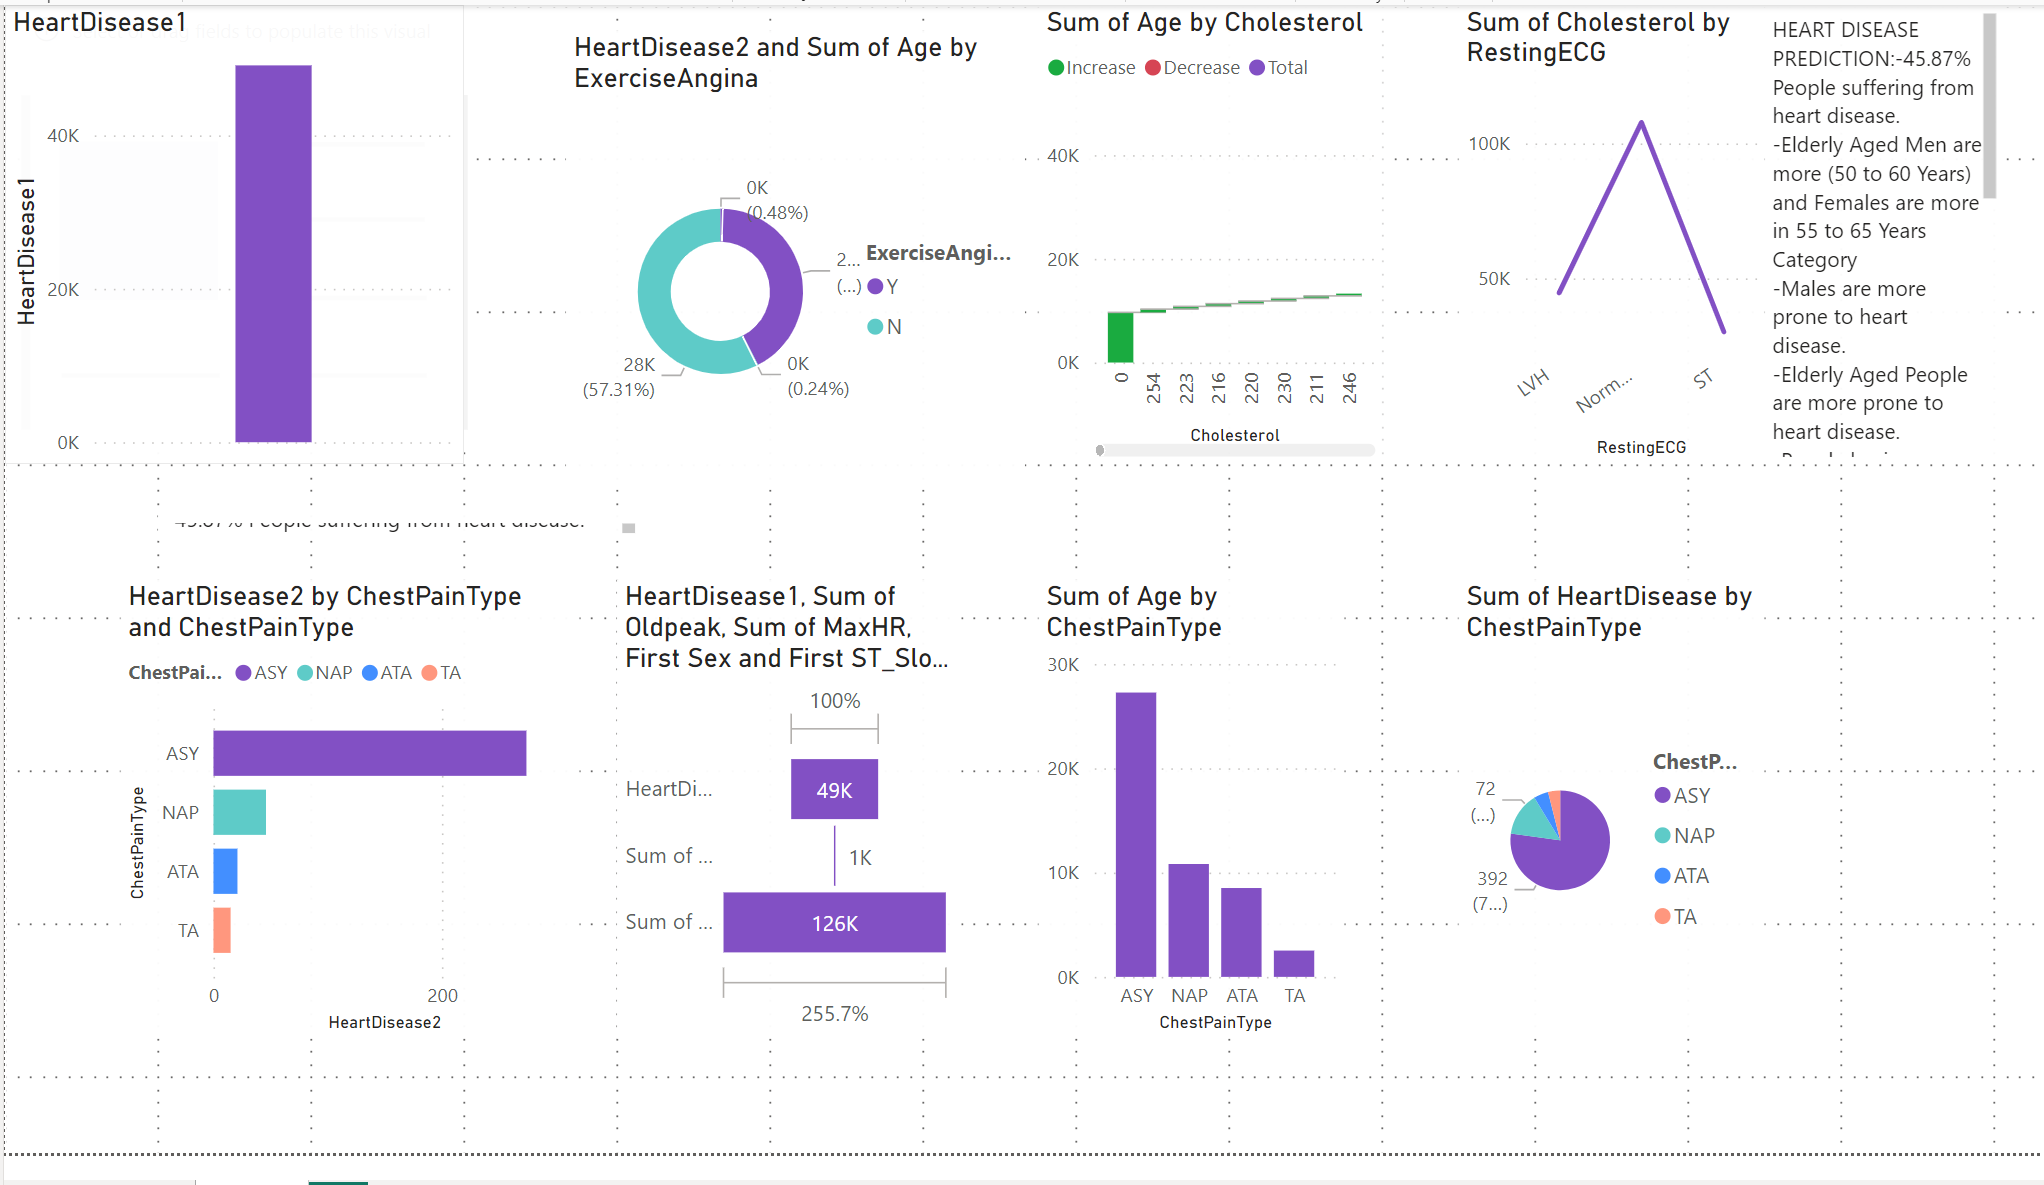 HeartDisease1
40K
20K
0K
HeartDisease1
HeartDisease2 and Sum of Age by
ExerciseAngina
0K
(0.48%)
2...
(...)
28K
(57.31%)
0K
(0.24%)
ExerciseAngi...
Y
N
Sum of Age by Cholesterol
Increase Decrease Total
40K
20K
0K
0 254 223 216 220 230 211 246
Cholesterol
Sum of Cholesterol by
RestingECG
100K
50K
LVH Norm... ST
RestingECG
HEART DISEASE
PREDICTION:-45.87%
People suffering from
heart disease.
-Elderly Aged Men are
more (50 to 60 Years)
and Females are more
in 55 to 65 Years
Category
-Males are more
prone to heart
disease.
-Elderly Aged People
are more prone to
heart disease.
45.87% People suffering from heart disease.
HeartDisease2 by ChestPainType
and ChestPainType
ChestPai... ASY NAP ATA TA
ASY
NAP
ATA
TA
ChestPainType
0 200
HeartDisease2
HeartDisease1, Sum of
Oldpeak, Sum of MaxHR,
First Sex and First ST_Slo...
100%
HeartDi... 49K
Sum of ... 1K
Sum of ... 126K
255.7%
Sum of Age by
ChestPainType
30K
20K
10K
0K
ASY NAP ATA TA
ChestPainType
Sum of HeartDisease by
ChestPainType
72
(...)
392
(7...)
ChestP...
ASY
NAP
ATA
TA